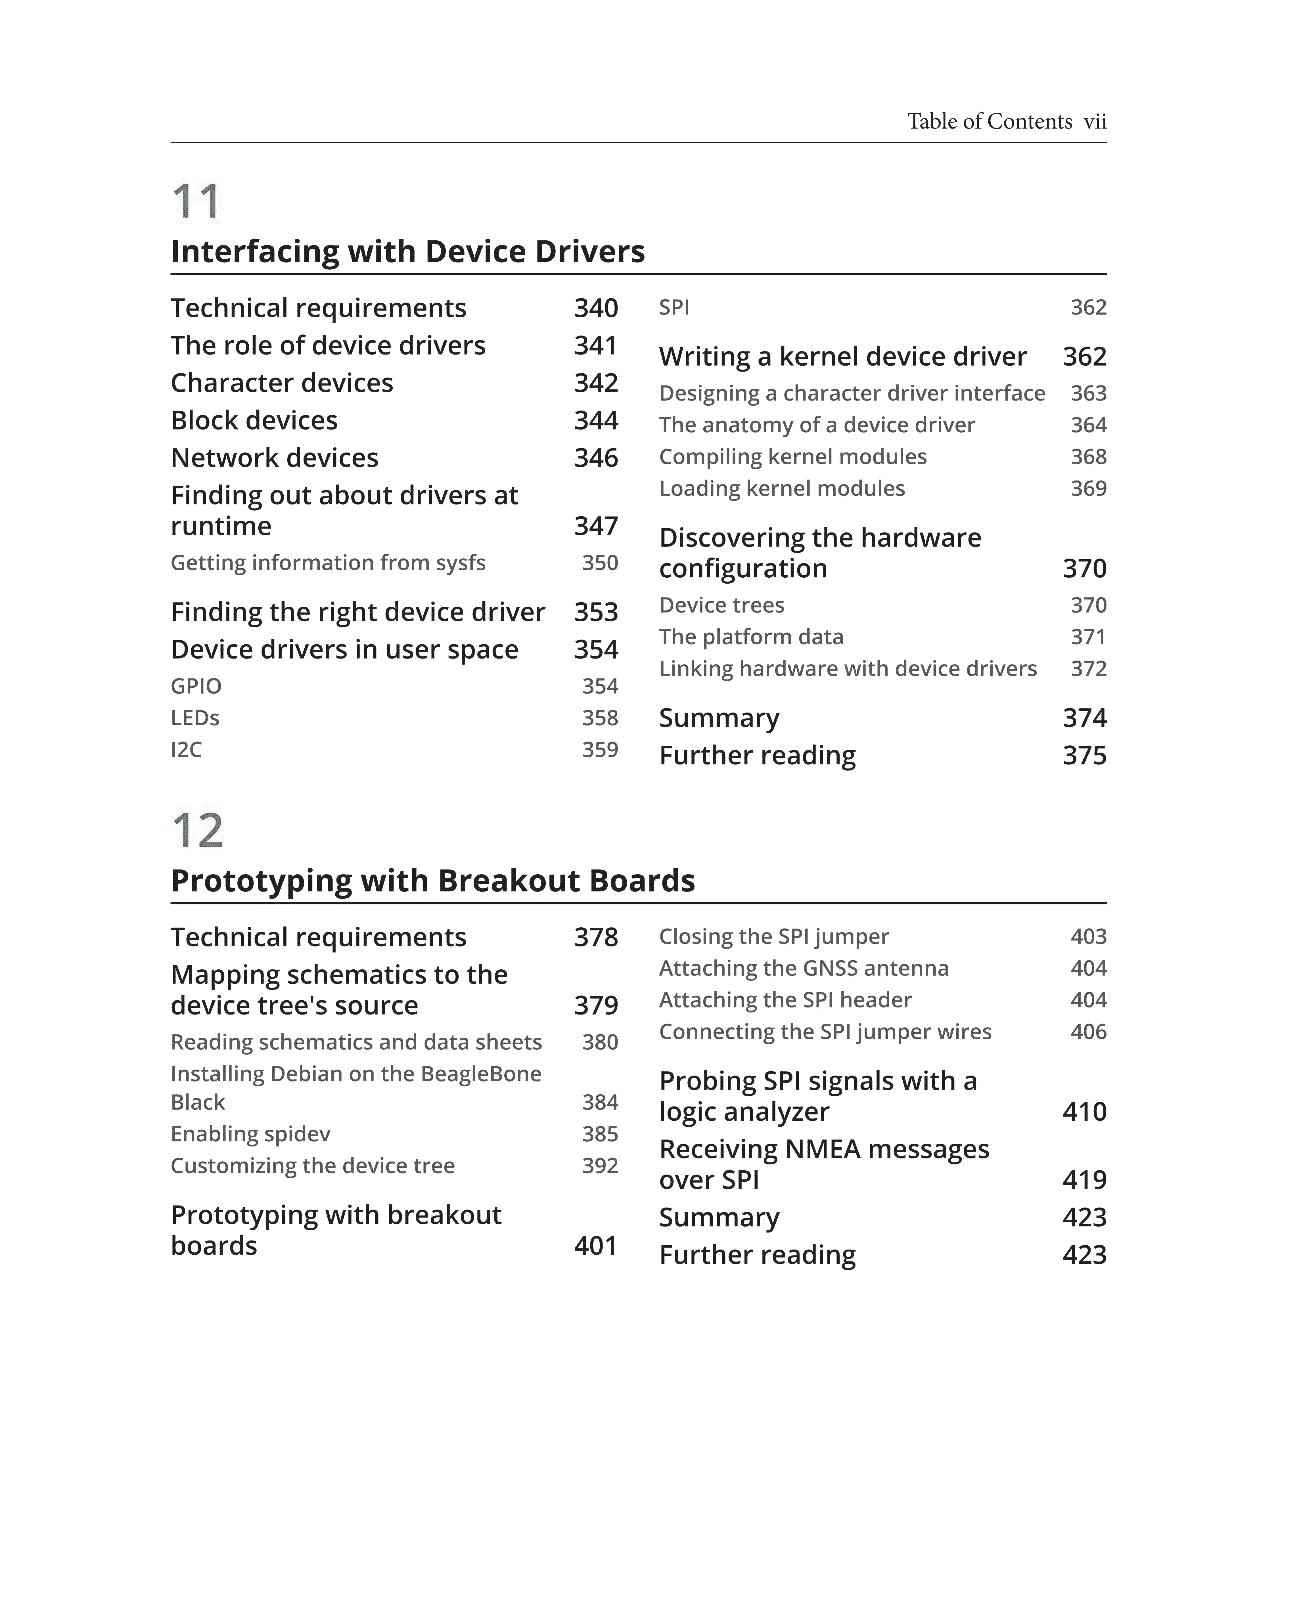 Table of Contents vii
11
Interfacing with Device Drivers
Technical requirements 340
The role of device drivers 341
Character devices 342
Block devices 344
Network devices 346
Finding out about drivers at
runtime 347
Getting information from sysfs 350
Finding the right device driver 353
Device drivers in user space 354
GPIO 354
LEDs 358
I2C 359
SPI 362
Writing a kernel device driver 362
Designing a character driver interface 363
The anatomy of a device driver 364
Compiling kernel modules 368
Loading kernel modules 369
Discovering the hardware
configuration 370
Device trees 370
The platform data 371
Linking hardware with device drivers 372
Summary 374
Further reading 375
12
Prototyping with Breakout Boards
Technical requirements 378
Mapping schematics to the
device tree's source 379
Reading schematics and data sheets 380
Installing Debian on the BeagleBone
Black 384
Enabling spidev 385
Customizing the device tree 392
Prototyping with breakout
boards 401
Closing the SPI jumper 403
Attaching the GNSS antenna 404
Attaching the SPI header 404
Connecting the SPI jumper wires 406
Probing SPI signals with a
logic analyzer 410
Receiving NMEA messages
over SPI 419
Summary 423
Further reading 423